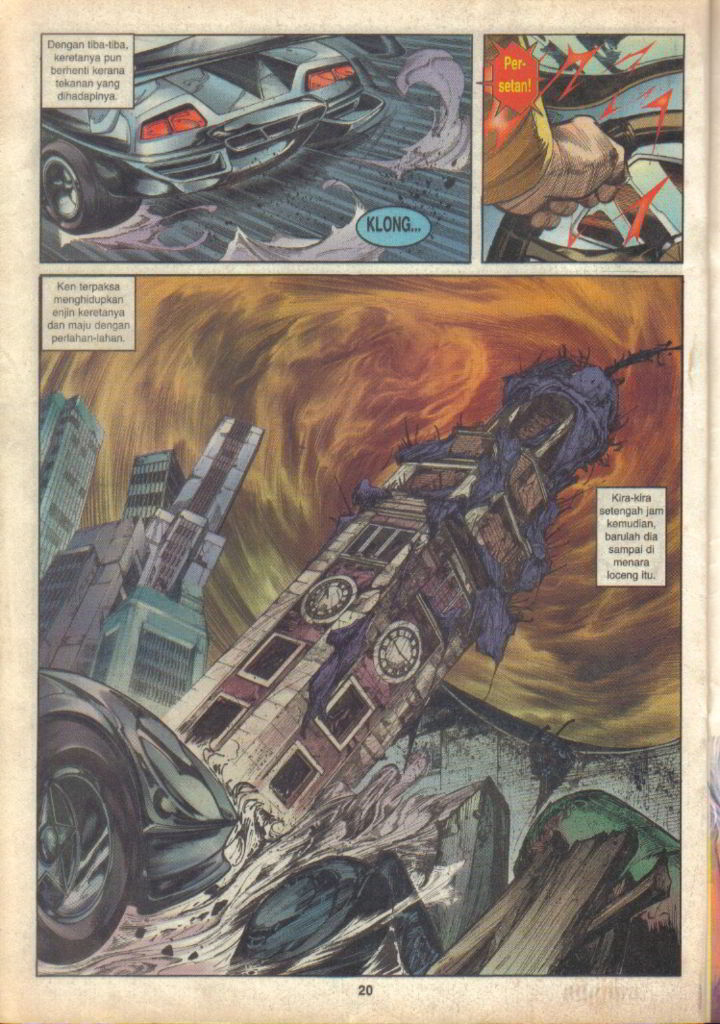 Dengan tiba-tiba,
keretanya pun
berhenti kerana
tekanan yang
dihadapinya.
Per-
setan!
KLONG...
Ken terpaksa
menghidupkan
enjin keretanya
dan maju dengan
perlahan-lahan.
Kira-kira
setengah jam
kemudian,
barulah dia
sampai di
menara
loceng itu.
20